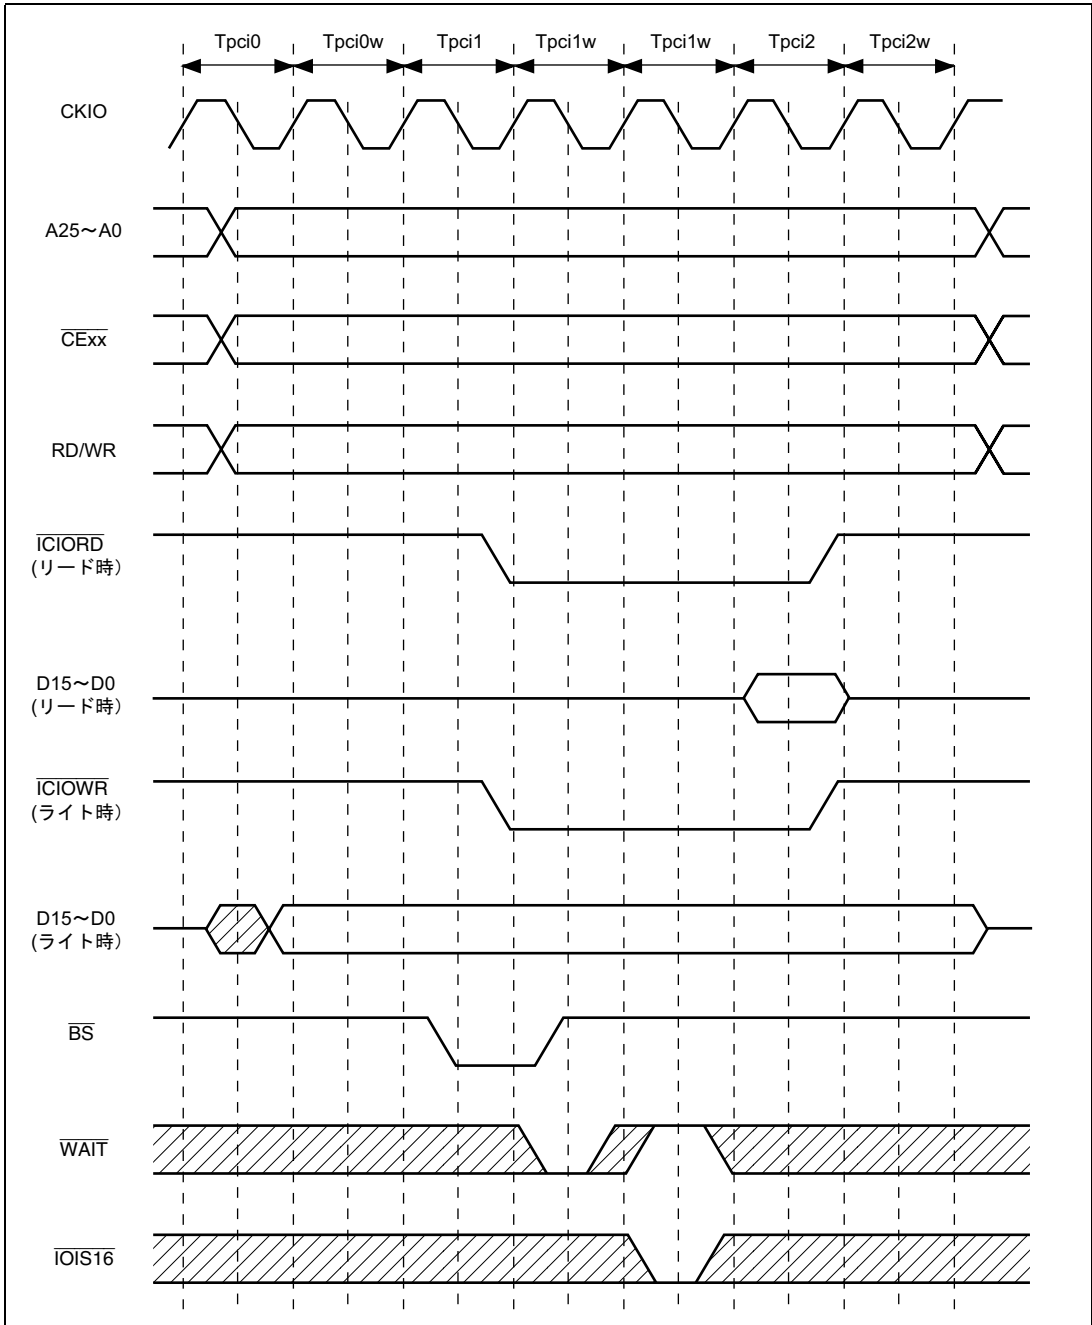 Tpci0 Tpci0w Tpci1 Tpci1w Tpci1w Tpci2 Tpci2w
CKIO
A25～A0
CExx
RD/WR
ICIORD
(リード時)
D15～D0
(リード時)
ICIOWR
(ライト時)
D15～D0
(ライト時)
BS
WAIT
IOIS16